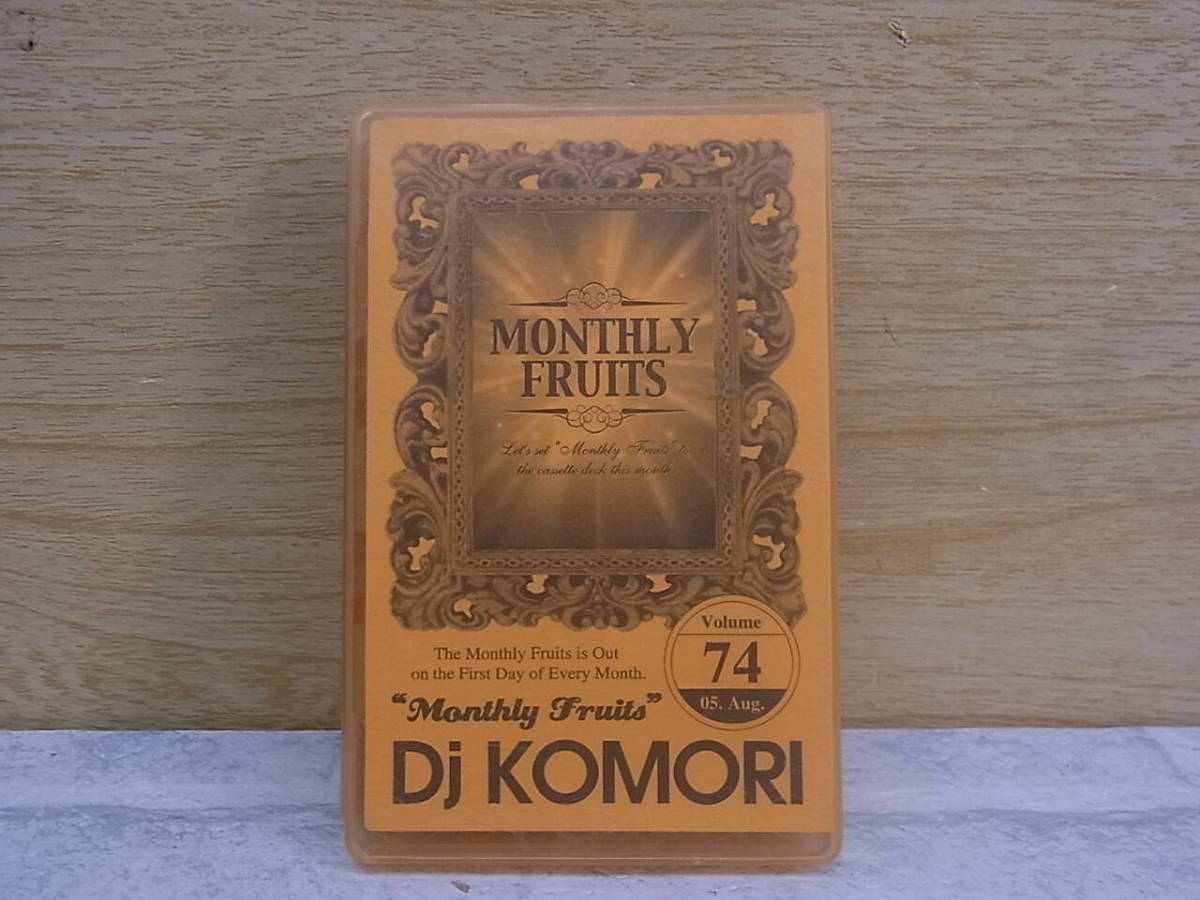 MONTHLY
FRUITS
Let's set "Monthly Fruits" to
the cassette deck this month
The Monthly Fruits is Out
on the First Day of Every Month.
"Monthly Fruits"
Volume
74
05. Aug.
Dj KOMORI